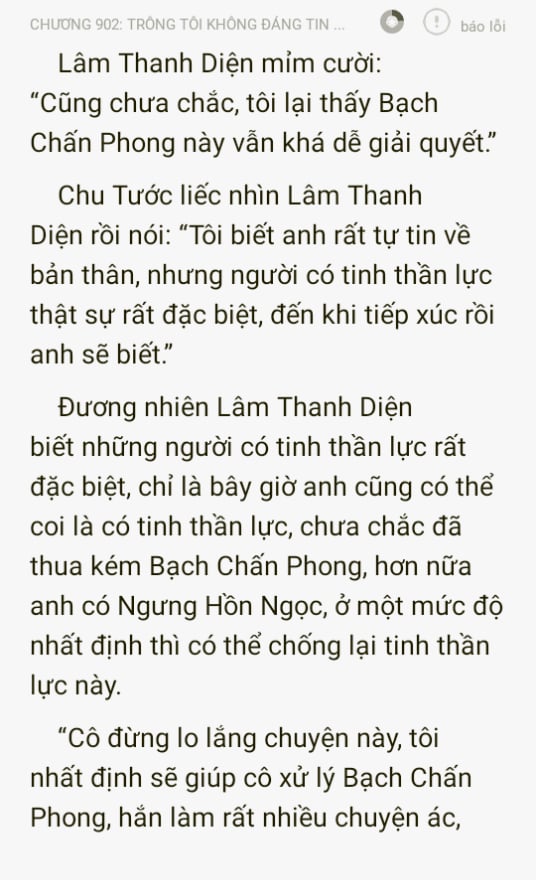 CHƯƠNG 902: TRÔNG TÔI KHÔNG ĐÁNG TIN ...
báo lỗi
Lâm Thanh Diện mỉm cười:
“Cũng chưa chắc, tôi lại thấy Bạch
Chấn Phong này vẫn khá dễ giải quyết.”
Chu Tước liếc nhìn Lâm Thanh
Diện rồi nói: “Tôi biết anh rất tự tin về
bản thân, nhưng người có tinh thần lực
thật sự rất đặc biệt, đến khi tiếp xúc rồi
anh sẽ biết.”
Đương nhiên Lâm Thanh Diện
biết những người có tinh thần lực rất
đặc biệt, chỉ là bây giờ anh cũng có thể
coi là có tinh thần lực, chưa chắc đã
thua kém Bạch Chấn Phong, hơn nữa
anh có Ngưng Hồn Ngọc, ở một mức độ
nhất định thì có thể chống lại tinh thần
lực này.
“Cô đừng lo lắng chuyện này, tôi
nhất định sẽ giúp cô xử lý Bạch Chấn
Phong, hắn làm rất nhiều chuyện ác,